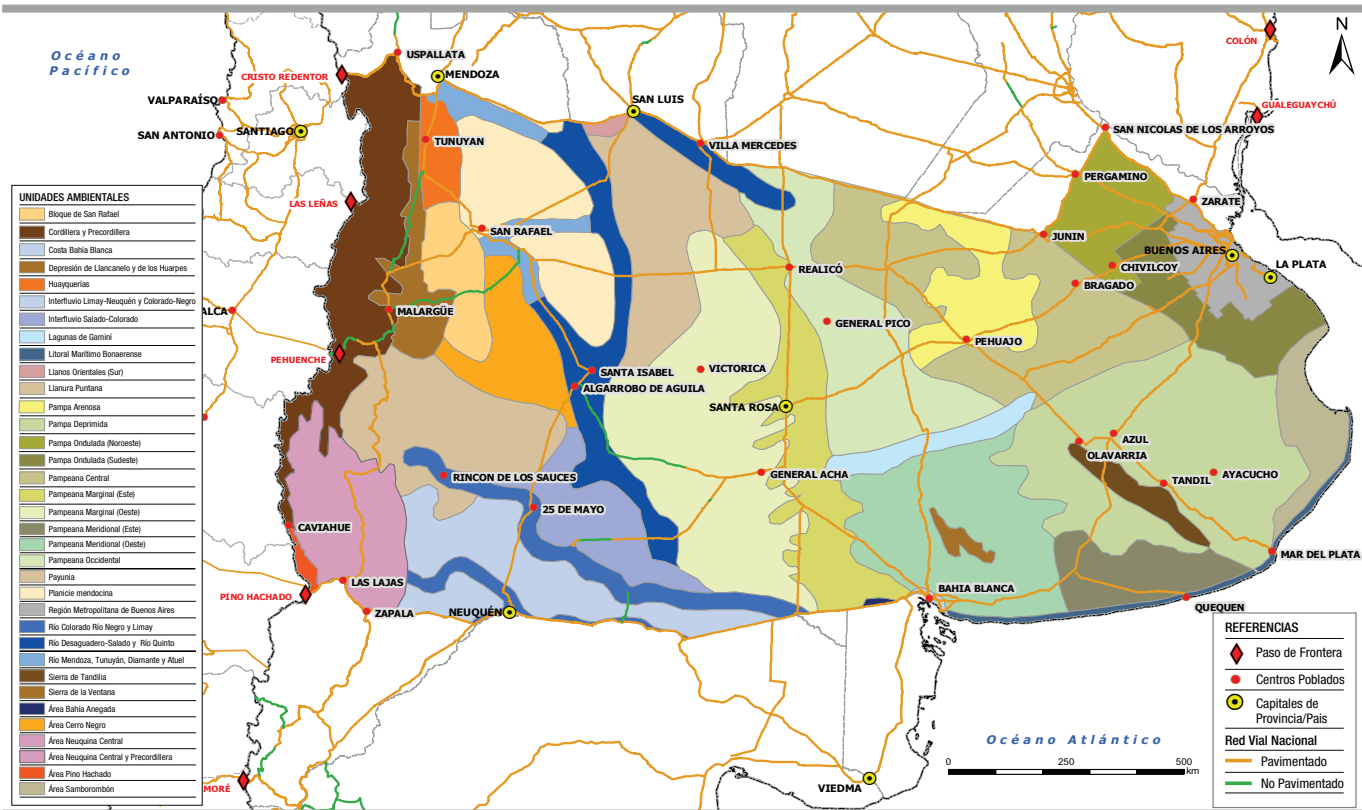 Océano
Pacífico
N
COLÓN
USPALLATA
CRISTO REDENTOR
MENDOZA
VALPARAÍSO
SAN LUIS
GUALEGUAYCHÚ
SAN ANTONIO
SANTIAGO
TUNUYAN
VILLA MERCEDES
SAN NICOLAS DE LOS ARROYOS
PERGAMINO
LAS LEÑAS
ZARATE
SAN RAFAEL
JUNIN
BUENOS AIRES
REALICÓ
CHIVILCOY
LA PLATA
BRAGADO
ALCA
MALARGÜE
GENERAL PICO
PEHUAJO
PEHUENCHE
SANTA ISABEL
VICTORICA
ALGARROBO DE AGUILA
SANTA ROSA
AZUL
OLAVARRIA
RINCON DE LOS SAUCES
GENERAL ACHA
AYACUCHO
TANDIL
25 DE MAYO
CAVIAHUE
MAR DEL PLATA
LAS LAJAS
PINO HACHADO
BAHIA BLANCA
ZAPALA
NEUQUÉN
QUEQUEN
VIEDMA
MORÉ
Océano Atlántico
0 250 500
km
UNIDADES AMBIENTALES
Bloque de San Rafael
Cordillera y Precordillera
Costa Bahía Blanca
Depresión de Llancanelo y de los Huarpes
Huayquerías
Interfluvio Limay-Neuquén y Colorado-Negro
Interfluvio Salado-Colorado
Lagunas de Gaminí
Litoral Marítimo Bonaerense
Llanos Orientales (Sur)
Llanura Puntana
Pampa Arenosa
Pampa Deprimida
Pampa Ondulada (Noroeste)
Pampa Ondulada (Sudeste)
Pampeana Central
Pampeana Marginal (Este)
Pampeana Marginal (Oeste)
Pampeana Meridional (Este)
Pampeana Meridional (Oeste)
Pampeana Occidental
Payunia
Planicie mendocina
Región Metropolitana de Buenos Aires
Río Colorado Río Negro y Limay
Río Desaguadero-Salado y Río Quinto
Río Mendoza, Tunuyán, Diamante y Atuel
Sierra de Tandilia
Sierra de la Ventana
Área Bahía Anegada
Área Cerro Negro
Área Neuquina Central
Área Neuquina Central y Precordillera
Área Pino Hachado
Área Samborombón
REFERENCIAS
Paso de Frontera
Centros Poblados
Capitales de
Provincia/Pais
Red Vial Nacional
Pavimentado
No Pavimentado